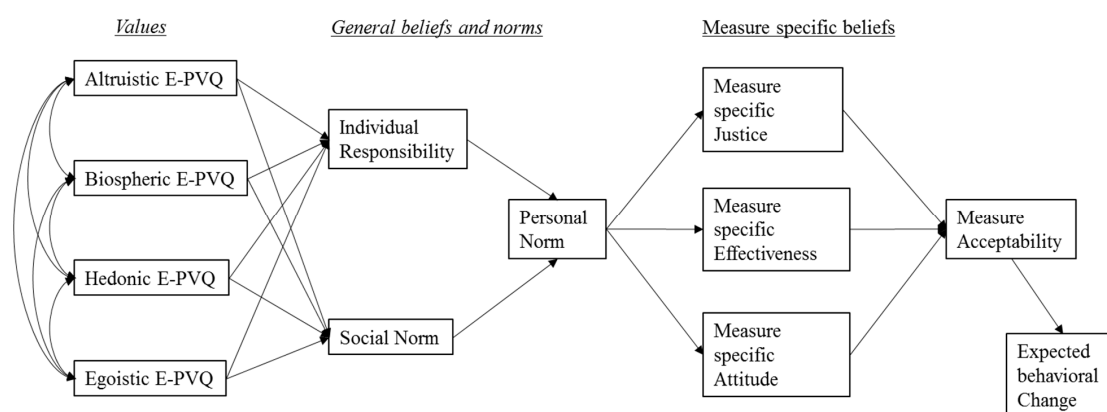 Values
General beliefs and norms
Measure specific beliefs
Altruistic E-PVQ
Biospheric E-PVQ
Hedonic E-PVQ
Egoistic E-PVQ
Individual
Responsibility
Social Norm
Personal
Norm
Measure
specific
Justice
Measure
specific
Effectiveness
Measure
specific
Attitude
Measure
Acceptability
Expected
behavioral
Change